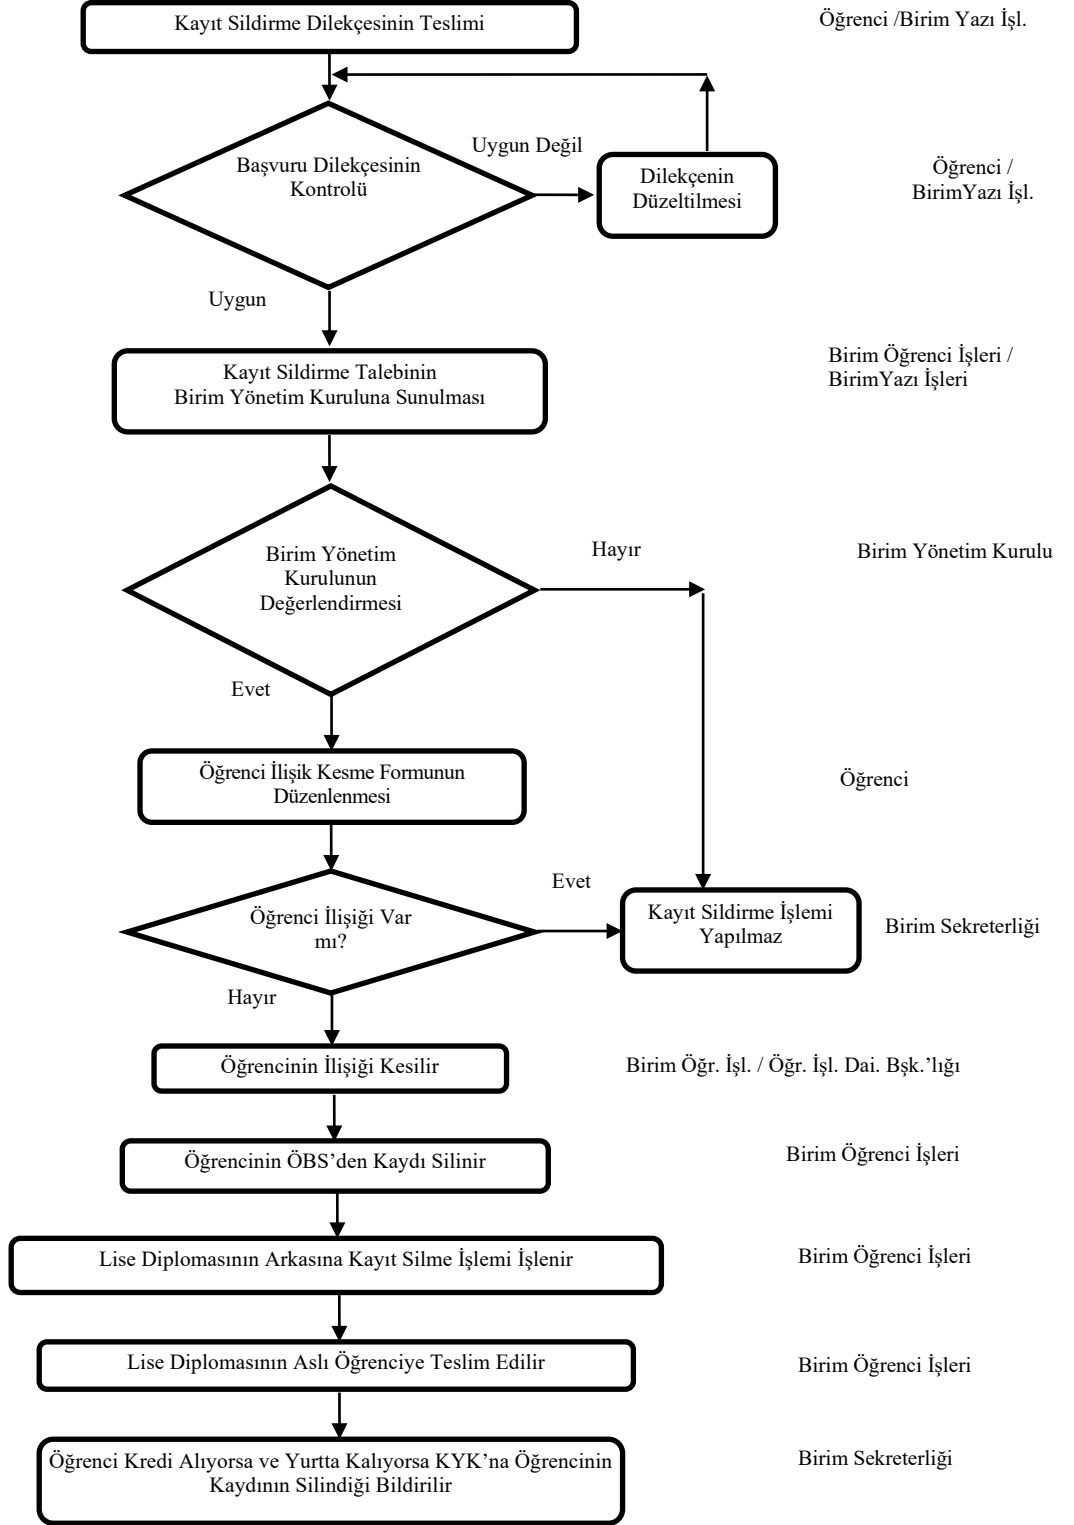 Kayıt Sildirme Dilekçesinin Teslimi
Öğrenci /Birim Yazı İşl.
Uygun Değil
Başvuru Dilekçesinin
Kontrolü
Dilekçenin
Düzeltilmesi
Öğrenci /
BirimYazı İşl.
Uygun
Kayıt Sildirme Talebinin
Birim Yönetim Kuruluna Sunulması
Birim Öğrenci İşleri /
BirimYazı İşleri
Birim Yönetim
Kurulunun
Değerlendirmesi
Hayır
Birim Yönetim Kurulu
Evet
Öğrenci İlişik Kesme Formunun
Düzenlenmesi
Öğrenci
Öğrenci İlişiği Var
mı?
Evet
Kayıt Sildirme İşlemi
Yapılmaz
Birim Sekreterliği
Hayır
Öğrencinin İlişiği Kesilir
Birim Öğr. İşl. / Öğr. İşl. Dai. Bşk.’lığı
Öğrencinin ÖBS’den Kaydı Silinir
Birim Öğrenci İşleri
Lise Diplomasının Arkasına Kayıt Silme İşlemi İşlenir
Birim Öğrenci İşleri
Lise Diplomasının Aslı Öğrenciye Teslim Edilir
Birim Öğrenci İşleri
Öğrenci Kredi Alıyorsa ve Yurtta Kalıyorsa KYK’na Öğrencinin
Kaydının Silindiği Bildirilir
Birim Sekreterliği